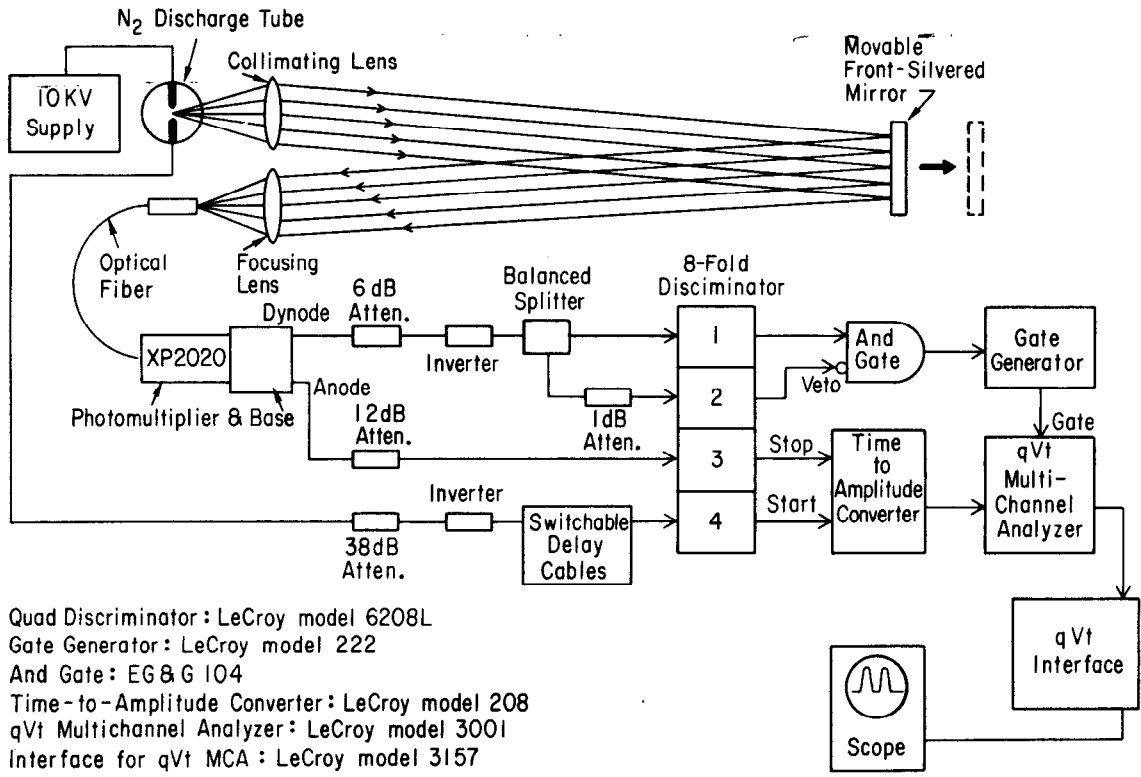 N2 Discharge Tube
Collimating Lens
Movable
Front-Silvered
Mirror
10KV
Supply
Optical
Fiber
Focusing
Lens
Dynode
6dB
Atten.
Inverter
Balanced
Splitter
8-Fold
Disciminator
1
2
3
4
And
Gate
Veto
Gate
Generator
Gate
XP2020
Photomultiplier & Base
Anode
12dB
Atten.
1dB
Atten.
Stop
Start
Time
to
Amplitude
Converter
qVt
Multi-
Channel
Analyzer
Inverter
38dB
Atten.
Switchable
Delay
Cables
qVt
Interface
Scope
Quad Discriminator: LeCroy model 6208L
Gate Generator: LeCroy model 222
And Gate: EG&G 104
Time-to-Amplitude Converter: LeCroy model 208
qVt Multichannel Analyzer: LeCroy model 3001
Interface for qVt MCA: LeCroy model 3157